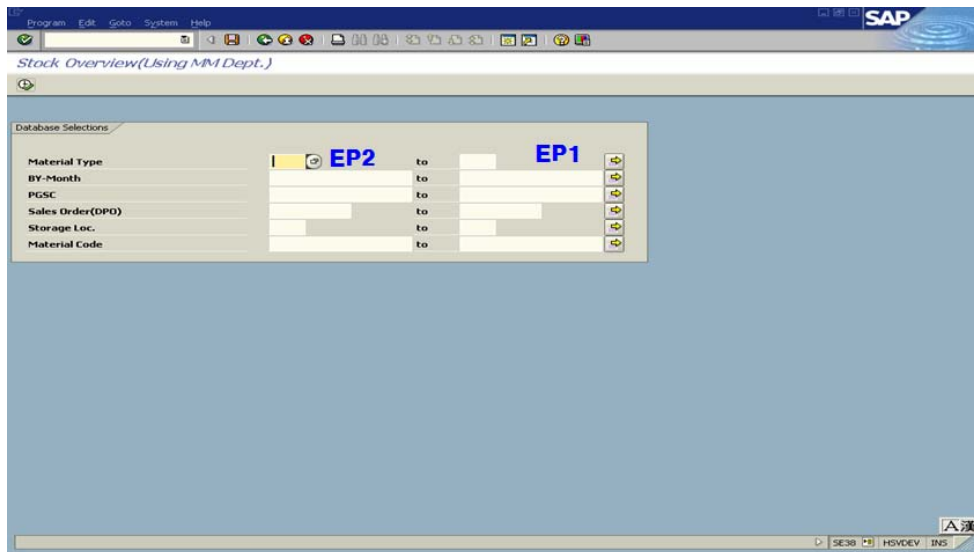 Program Edit Goto System Help
SAP
Stock Overview(Using MM Dept.)
Database Selections
Material Type EP2 to EP1
BY-Month to
PGSC to
Sales Order(DPO) to
Storage Loc. to
Material Code to
A漢
SE38 HSVDEV INS